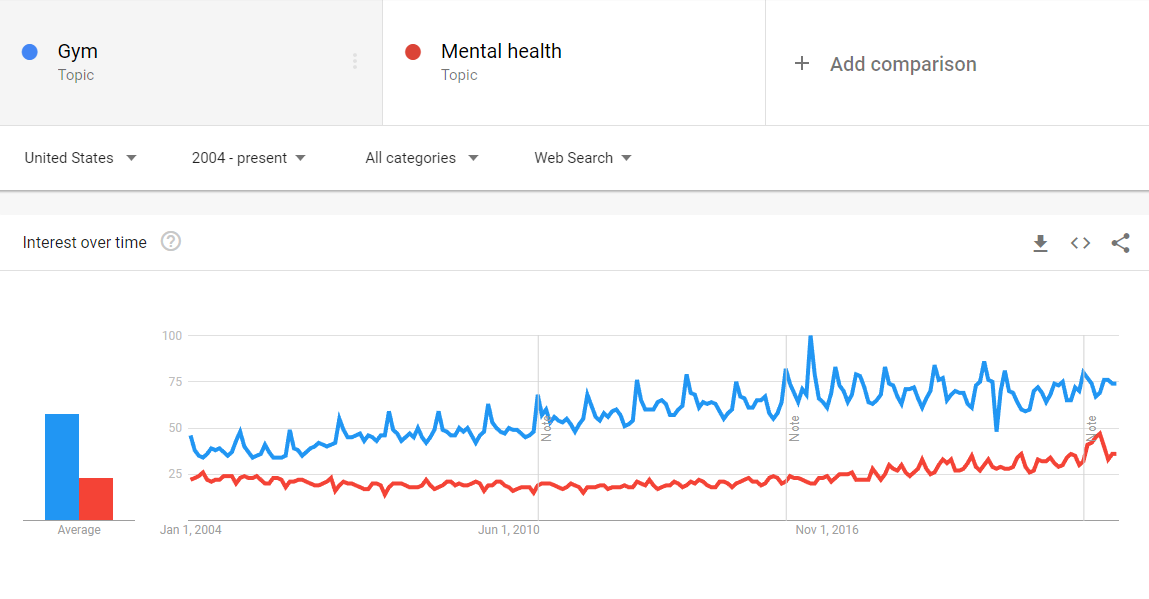 Gym
Topic
Mental health
Topic
+ Add comparison
United States
2004 - present
All categories
Web Search
Interest over time
?
100
75
50
25
Note
Note
Note
Average
Jan 1, 2004
Jun 1, 2010
Nov 1, 2016